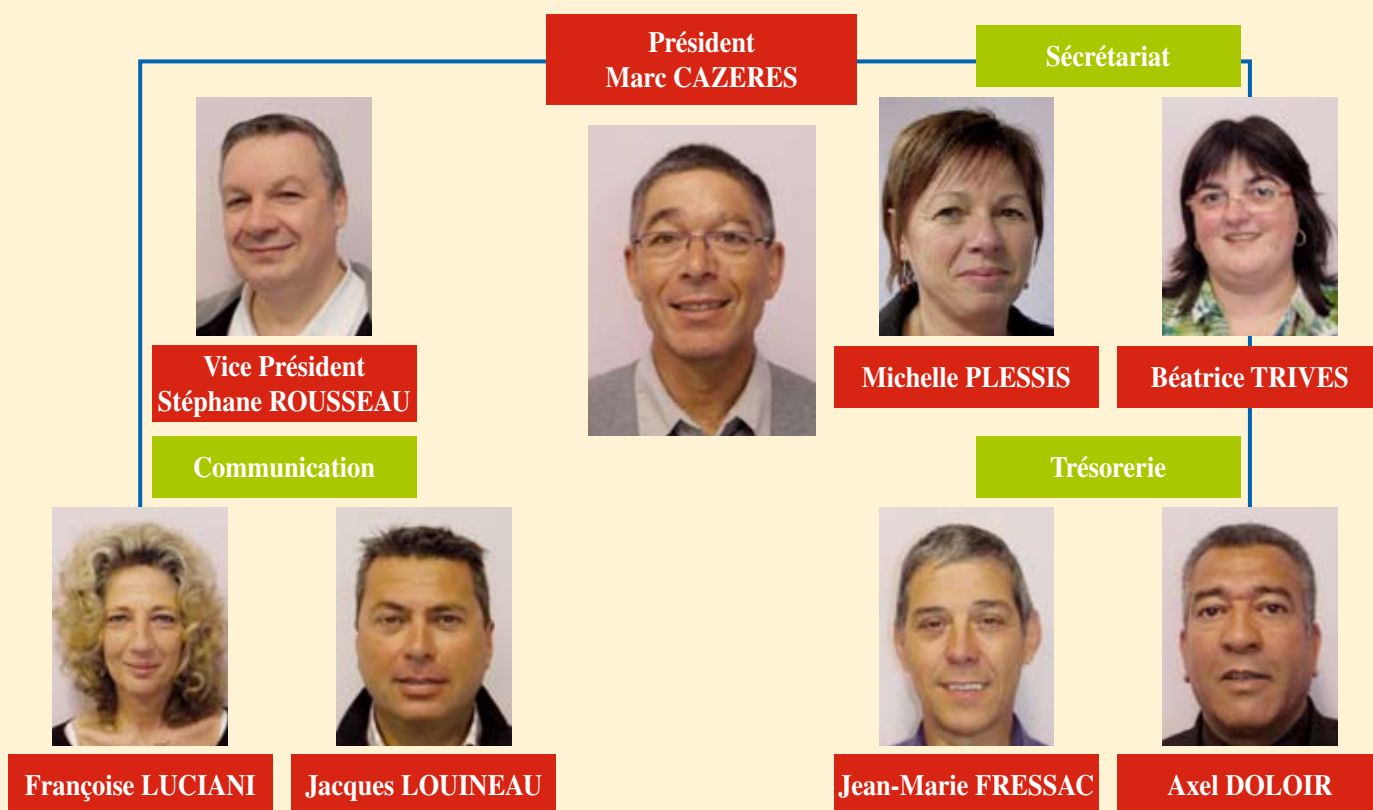 Président
Marc CAZERES
Sécrétariat
Vice Président
Stéphane ROUSSEAU
Michelle PLESSIS
Béatrice TRIVES
Communication
Trésorerie
Françoise LUCIANI
Jacques LOUINEAU
Jean-Marie FRESSAC
Axel DOLOIR